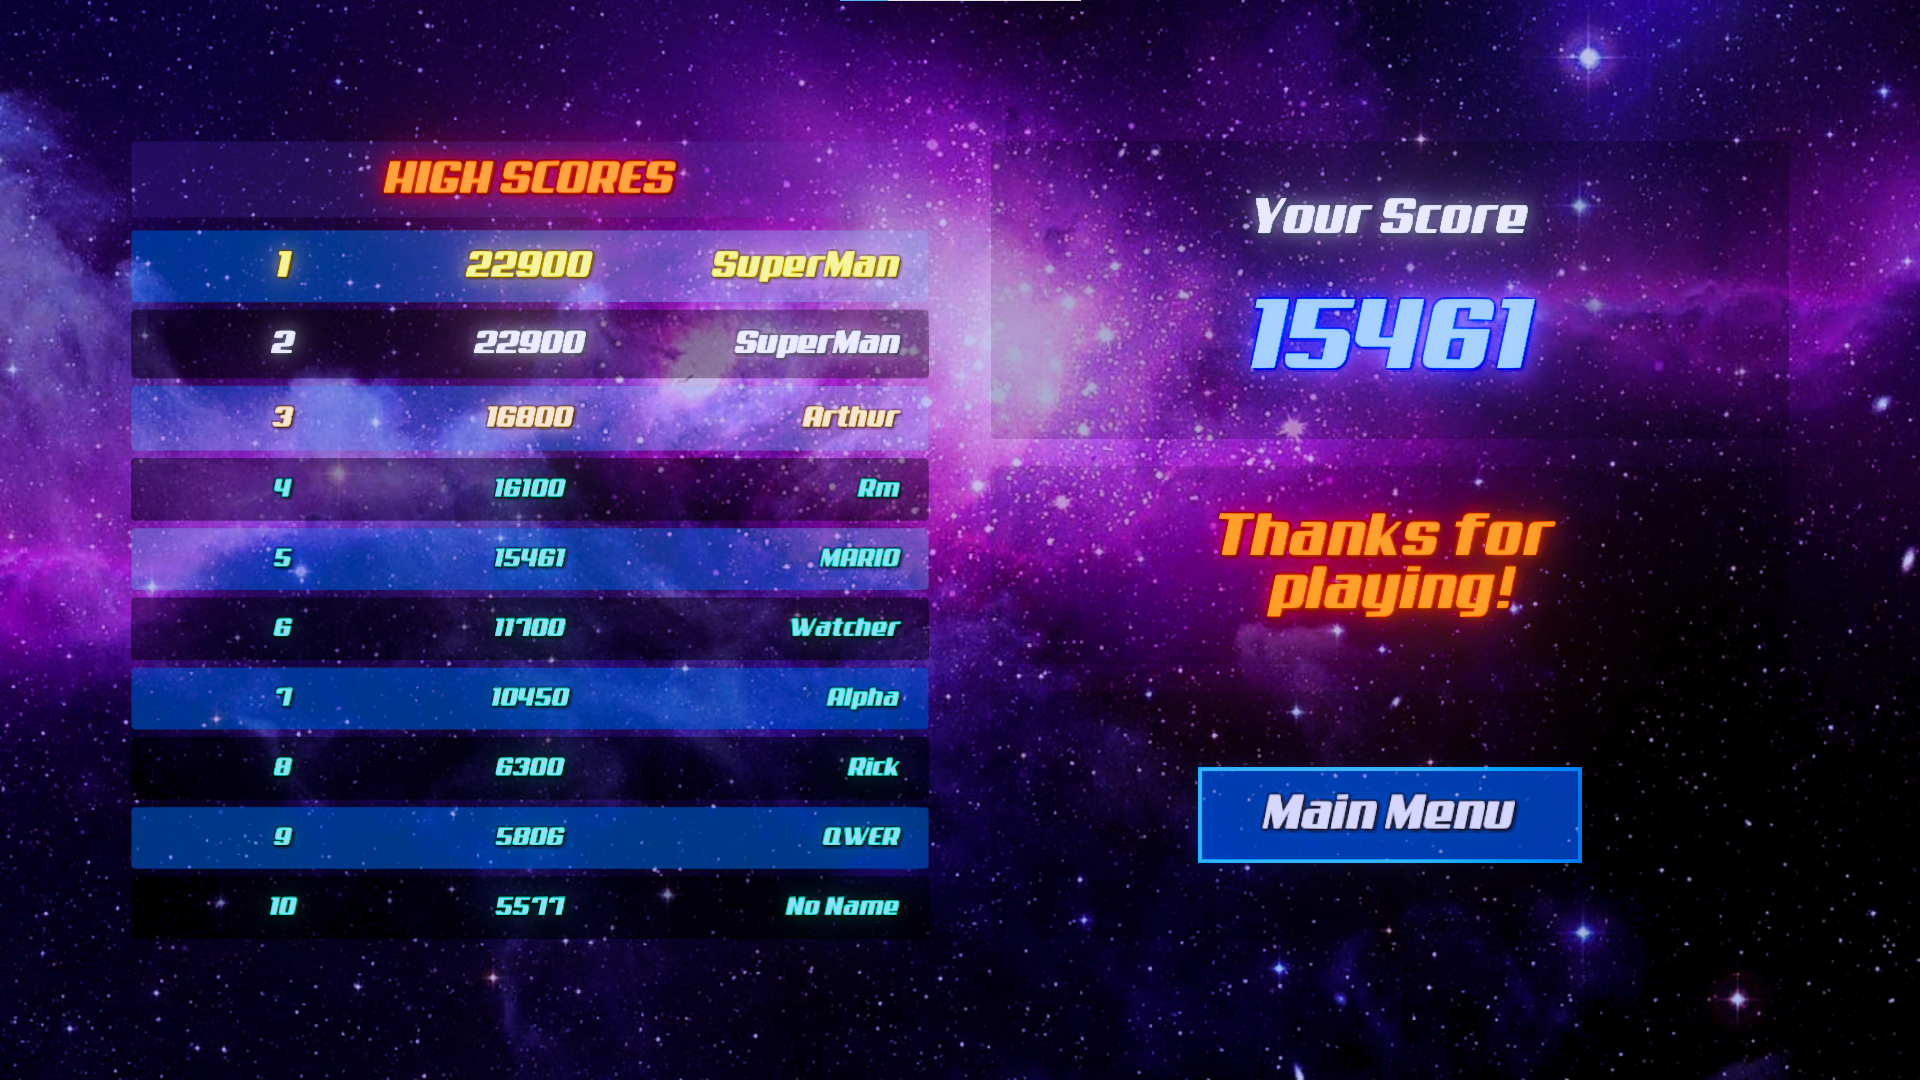 HIGH SCORES
1 22900 SuperMan
2 22900 SuperMan
3 16800 Arthur
4 16100 Rm
5 15461 MARIO
6 11700 Watcher
7 10450 Alpha
8 6300 Rick
9 5806 QWER
10 5577 No Name
Your Score
15461
Thanks for
playing!
Main Menu